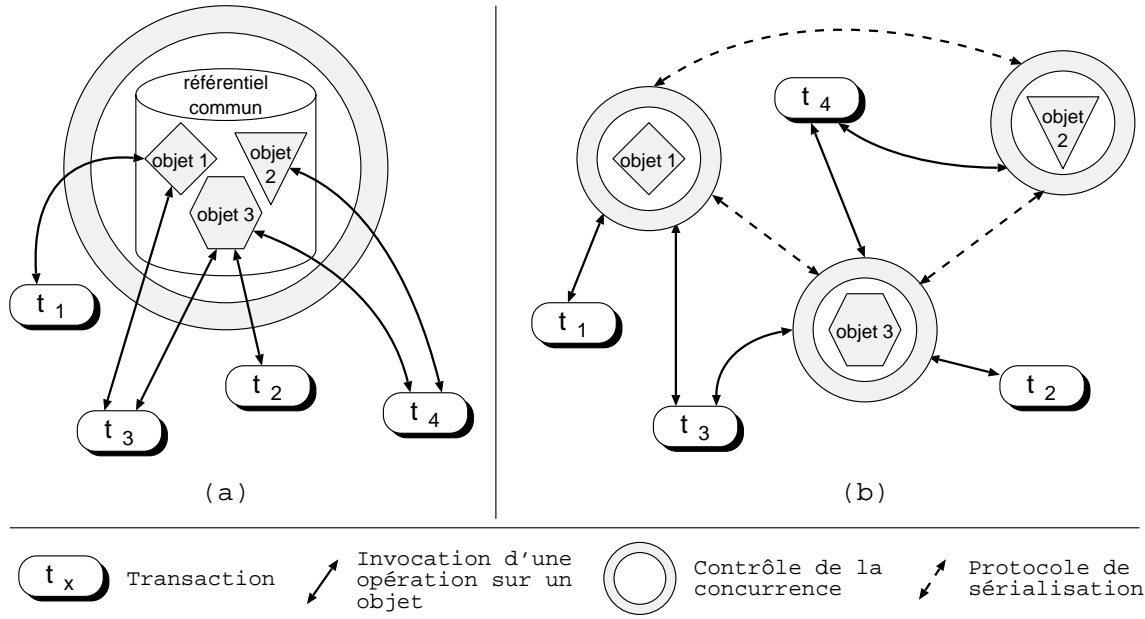 référentiel
commun
objet 1
objet
2
objet 3
t 1
t 2
t 3
t 4
(a)
t 4
objet
2
objet 1
t 1
objet 3
t 2
t 3
(b)
t x
Transaction
Invocation d'une
opération sur un
objet
Contrôle de la
concurrence
Protocole de
sérialisation